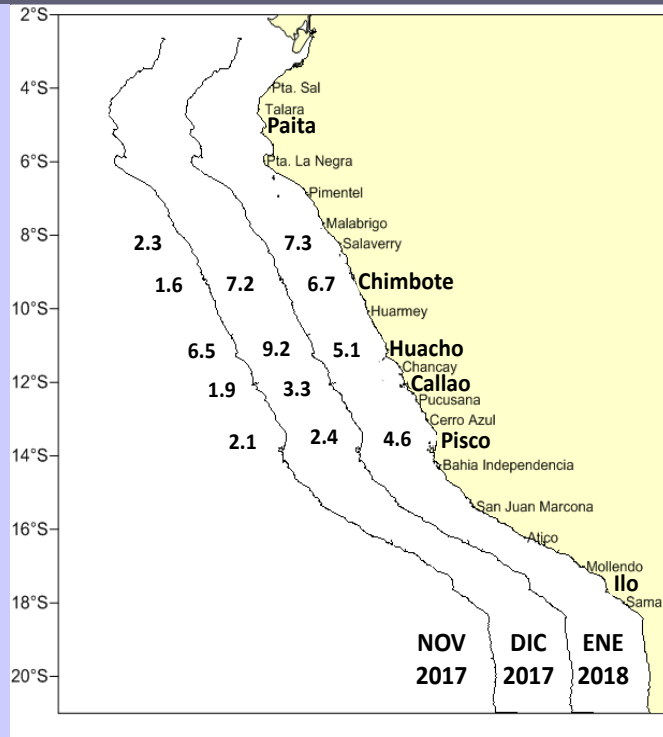 2°S
4°S
Pta. Sal
Talara
Paita
6°S
Pta. La Negra
Pimentel
Malabrigo
8°S
2.3
7.3
Salaverry
1.6
7.2
6.7
Chimbote
10°S
Huarmey
6.5
9.2
5.1
Huacho
Chancay
12°S
1.9
3.3
Callao
Pucusana
Cerro Azul
2.1
2.4
4.6
Pisco
14°S
Bahia Independencia
San Juan Marcona
16°S
Atico
Mollendo
Ilo
18°S
Sama
NOV
2017
DIC
2017
ENE
2018
20°S